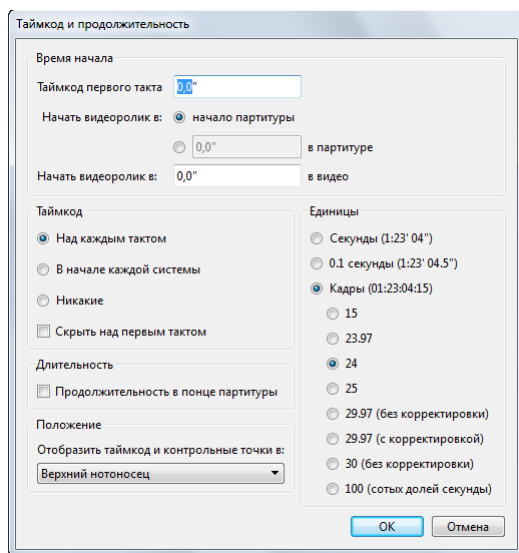 Таймкод и продолжительность
Время начала
Таймкод первого такта 0,0"
Начать видеоролик в: начало партитуры
0,0" в партитуре
Начать видеоролик в: 0,0" в видео
Таймкод
Над каждым тактом
В начале каждой системы
Никакие
Скрыть над первым тактом
Длительность
Продолжительность в понце партитуры
Положение
Отобразить таймкод и контрольные точки в:
Верхний нотоносец
Единицы
Секунды (1:23' 04")
0.1 секунды (1:23' 04.5")
Кадры (01:23:04:15)
15
23.97
24
25
29.97 (без корректировки)
29.97 (с корректировкой)
30 (без корректировки)
100 (сотых долей секунды)
OK Отмена